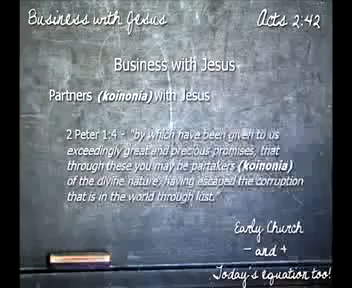 Business with Jesus
Acts 2:42
Business with Jesus
Partners (koinonia) with Jesus
2 Peter 1:4 - "by which have been given to us
exceedingly great and precious promises, that
through these you may be partakers (koinonia)
of the divine nature, having escaped the corruption
that is in the world through lust."
Early Church
- and +
Today's equation too!